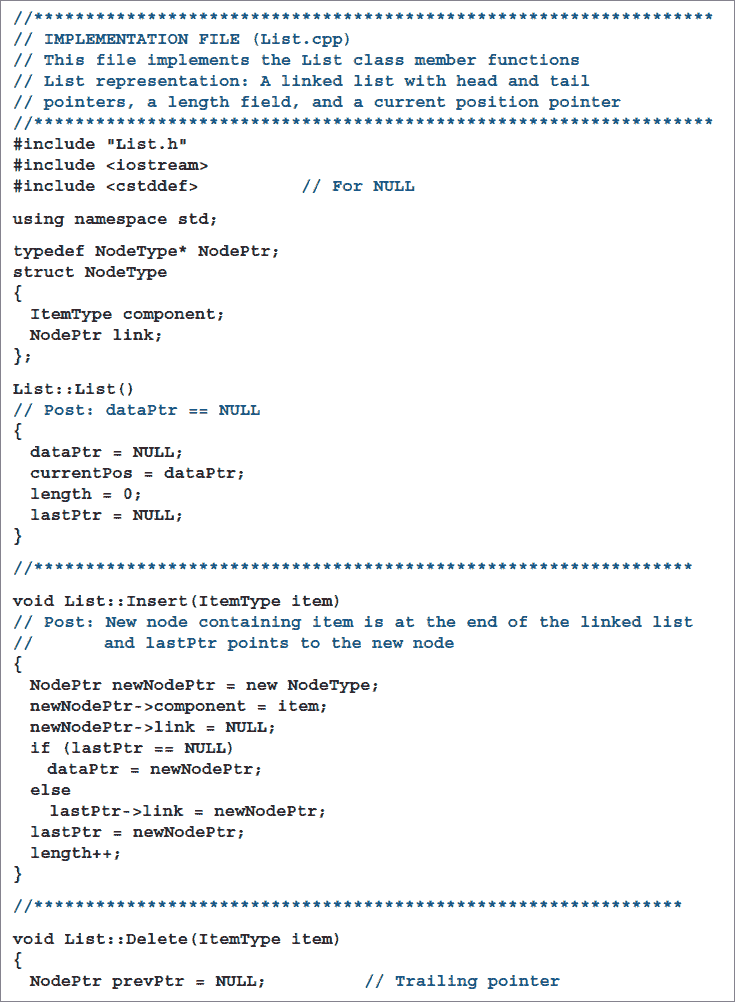 //******************************************************************
// IMPLEMENTATION FILE (List.cpp)
// This file implements the List class member functions
// List representation: A linked list with head and tail
// pointers, a length field, and a current position pointer
//******************************************************************
#include "List.h"
#include <iostream>
#include <cstddef>          // For NULL
using namespace std;
typedef NodeType* NodePtr;
struct NodeType
{
  ItemType component;
  NodePtr link;
};
List::List()
// Post: dataPtr == NULL
{
  dataPtr = NULL;
  currentPos = dataPtr;
  length = 0;
  lastPtr = NULL;
}
//****************************************************************
void List::Insert(ItemType item)
// Post: New node containing item is at the end of the linked list
//       and lastPtr points to the new node
{
  NodePtr newNodePtr = new NodeType;
  newNodePtr->component = item;
  newNodePtr->link = NULL;
  if (lastPtr == NULL)
    dataPtr = newNodePtr;
  else
    lastPtr->link = newNodePtr;
  lastPtr = newNodePtr;
  length++;
}
//***************************************************************
void List::Delete(ItemType item)
{
  NodePtr prevPtr = NULL;          // Trailing pointer